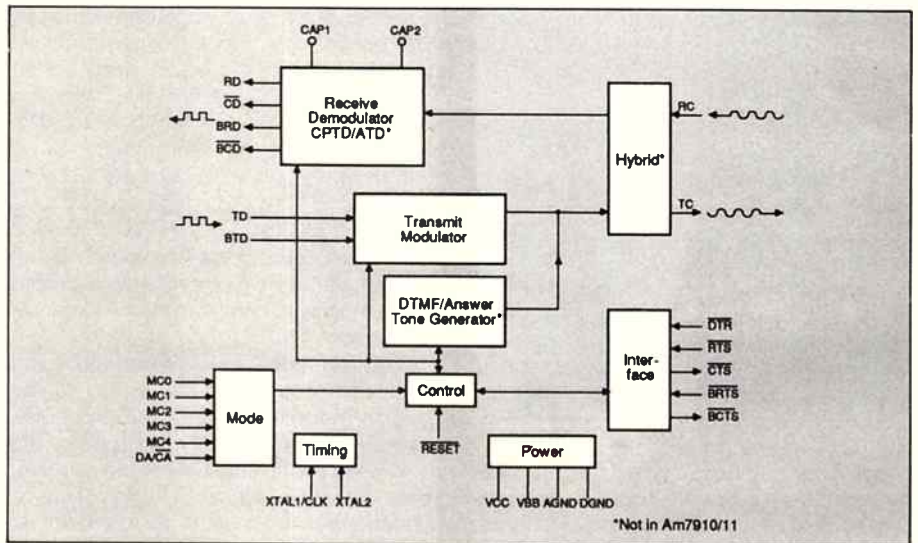 CAP1 CAP2
RD
CD
BRD
BCD
Receive
Demodulator
CPTD/ATD*
Hybrid*
RC
TC
TD
BTD
Transmit
Modulator
DTMF/Answer
Tone Generator*
MC0
MC1
MC2
MC3
MC4
DA/CA
Mode
Control
RESET
Inter-
face
DTR
RTS
CTS
BRTS
BCTS
Timing
XTAL1/CLK XTAL2
Power
VCC VBB AGND DGND
*Not in Am7910/11